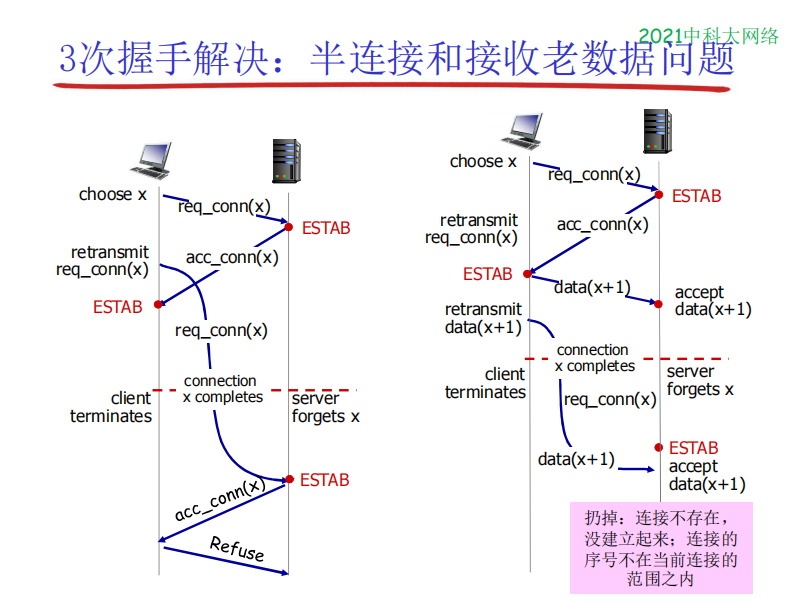 2021中科大网络
3次握手解决：半连接和接收老数据问题
choose x
req_conn(x)
ESTAB
retransmit
req_conn(x)
acc_conn(x)
ESTAB
req_conn(x)
connection
x completes
client
terminates
server
forgets x
ESTAB
acc_conn(x)
Refuse
choose x
req_conn(x)
ESTAB
retransmit
req_conn(x)
acc_conn(x)
ESTAB
data(x+1)
accept
data(x+1)
retransmit
data(x+1)
connection
x completes
client
terminates
server
forgets x
req_conn(x)
ESTAB
data(x+1)
accept
data(x+1)
扔掉：连接不存在，
没建立起来；连接的
序号不在当前连接的
范围之内